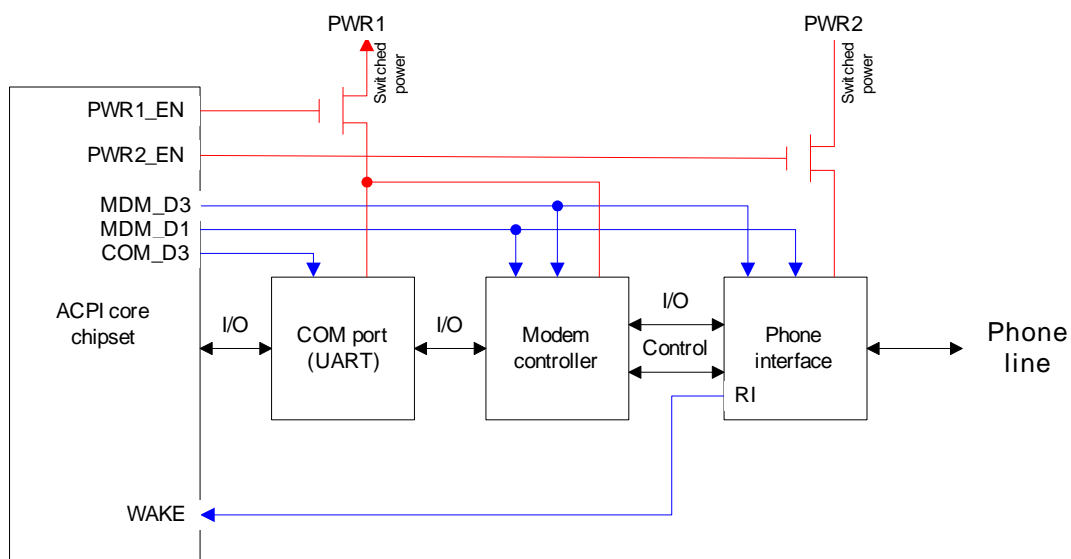 PWR1
PWR2
Switched
power
Switched
power
PWR1_EN
PWR2_EN
MDM_D3
MDM_D1
COM_D3
ACPI core
chipset
I/O
COM port
(UART)
I/O
Modem
controller
I/O
Control
Phone
interface
RI
Phone
line
WAKE